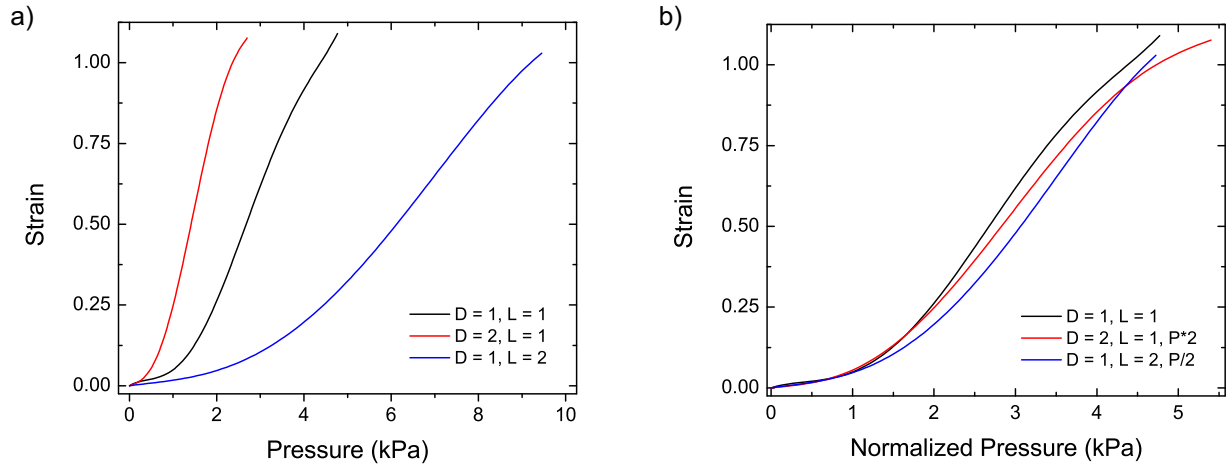 a)
1.00
0.75
0.50
0.25
0.00
Strain
D = 1, L = 1
D = 2, L = 1
D = 1, L = 2
0 2 4 6 8 10
Pressure (kPa)
b)
1.00
0.75
0.50
0.25
0.00
Strain
D = 1, L = 1
D = 2, L = 1, P*2
D = 1, L = 2, P/2
0 1 2 3 4 5
Normalized Pressure (kPa)